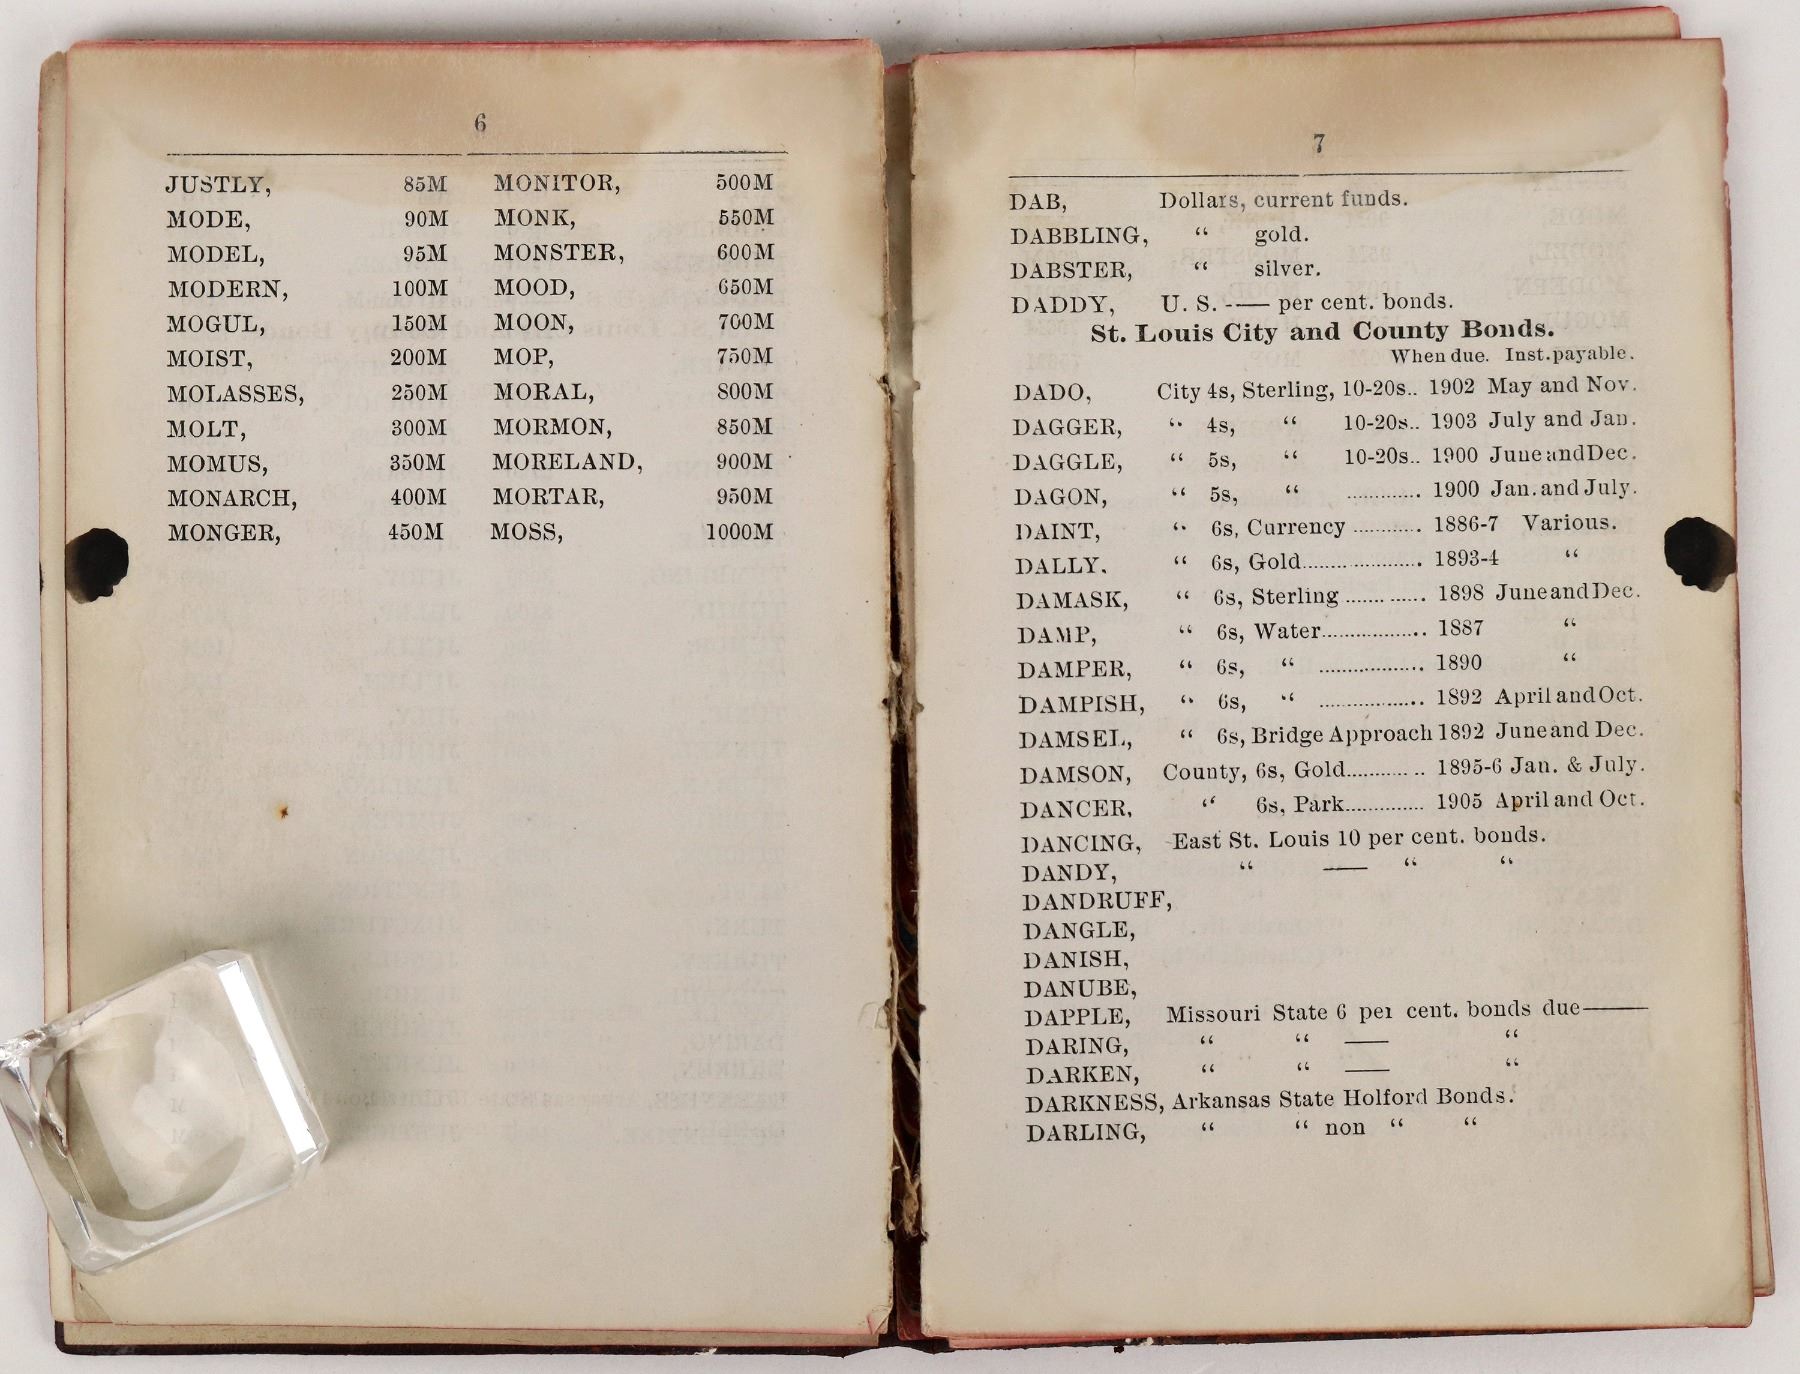 6
JUSTLY, 85M MONITOR, 500M
MODE, 90M MONK, 550M
MODEL, 95M MONSTER, 600M
MODERN, 100M MOOD, 650M
MOGUL, 150M MOON, 700M
MOIST, 200M MOP, 750M
MOLASSES, 250M MORAL, 800M
MOLT, 300M MORMON, 850M
MOMUS, 350M MORELAND, 900M
MONARCH, 400M MORTAR, 950M
MONGER, 450M MOSS, 1000M
7
DAB, Dollars, current funds.
DABBLING, “ gold.
DABSTER, “ silver.
DADDY, U. S. -—— per cent. bonds.
St. Louis City and County Bonds.
When due. Inst. payable.
DADO, City 4s, Sterling, 10-20s.. 1902 May and Nov.
DAGGER, “ 4s, “ 10-20s.. 1903 July and Jan.
DAGGLE, “ 5s, “ 10-20s.. 1900 June and Dec.
DAGON, “ 5s, “ ............ 1900 Jan. and July.
DAINT, “ 6s, Currency ............ 1886-7 Various.
DALLY. “ 6s, Gold..................... 1893-4 “
DAMASK, “ 6s, Sterling .............. 1898 June and Dec.
DAMP, “ 6s, Water.................. 1887 “
DAMPER, “ 6s, “ .................. 1890 “
DAMPISH, “ 6s, “ .................. 1892 April and Oct.
DAMSEL, “ 6s, Bridge Approach 1892 June and Dec.
DAMSON, County, 6s, Gold.............. 1895-6 Jan. & July.
DANCER, “ 6s, Park.............. 1905 April and Oct.
DANCING, East St. Louis 10 per cent. bonds.
DANDY, “ —— “ “
DANDRUFF,
DANGLE,
DANISH,
DANUBE,
DAPPLE, Missouri State 6 per cent. bonds due———
DARING, “ “ —— “
DARKEN, “ “ —— “
DARKNESS, Arkansas State Holford Bonds.
DARLING, “ “ non “ “